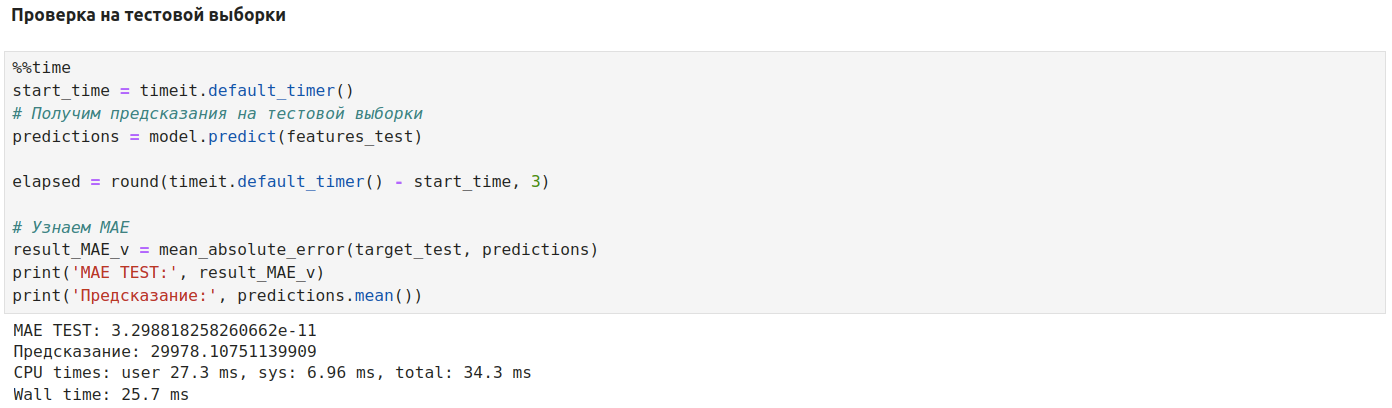 Проверка на тестовой выборки
%%time
start_time = timeit.default_timer()
# Получим предсказания на тестовой выборки
predictions = model.predict(features_test)
elapsed = round(timeit.default_timer() - start_time, 3)
# Узнаем MAE
result_MAE_v = mean_absolute_error(target_test, predictions)
print('MAE TEST:', result_MAE_v)
print('Предсказание:', predictions.mean())
MAE TEST: 3.298818258260662e-11
Предсказание: 29978.10751139909
CPU times: user 27.3 ms, sys: 6.96 ms, total: 34.3 ms
Wall time: 25.7 ms